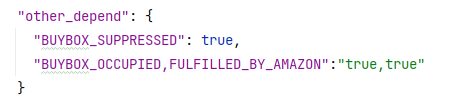 "other_depend": {
"BUYBOX_SUPPRESSED": true,
"BUYBOX_OCCUPIED,FULFILLED_BY_AMAZON":"true,true"
}